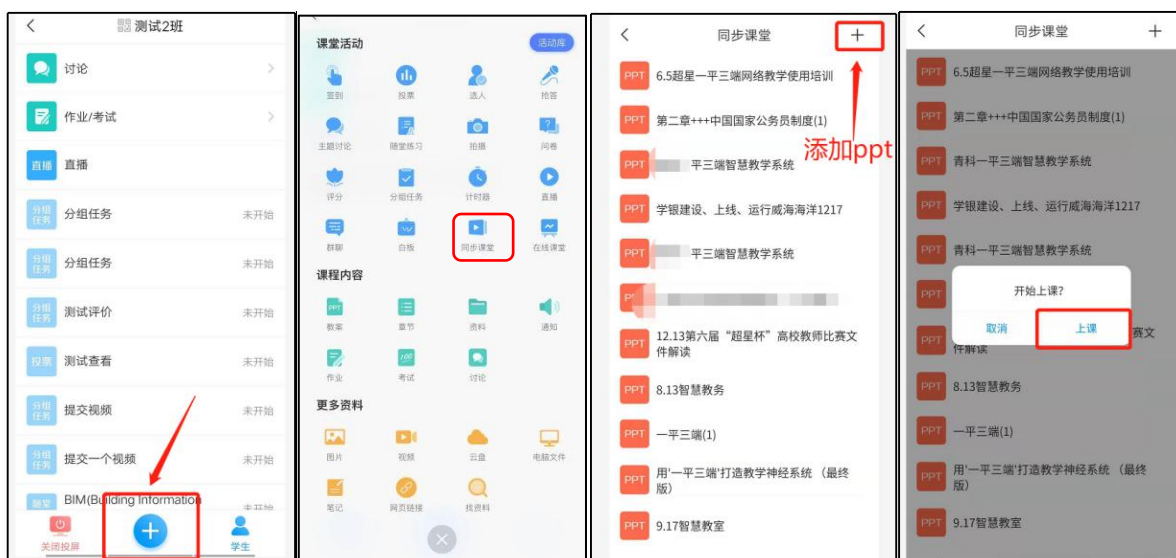 测试2班
讨论
作业/考试
直播 直播
分组任务 分组任务 未开始
分组任务 分组任务 未开始
分组任务 测试评价 未开始
投票 测试查看 未开始
分组任务 提交视频 未开始
分组任务 提交一个视频 未开始
随堂 BIM(Building Information 未开始
关闭投屏 学生
课堂活动 活动库
签到 投票 选人 抢答
主题讨论 随堂练习 拍摄 问卷
评分 分组任务 计时器 直播
群聊 白板 同步课堂 在线课堂
课程内容
PPT
教案 章节 资料 通知
100
作业 考试 讨论
更多资料
图片 视频 云盘 电脑文件
笔记 网页链接 找资料
同步课堂
PPT 6.5超星一平三端网络教学使用培训
PPT 第二章+++中国国家公务员制度(1)
添加ppt
PPT 平三端智慧教学系统
PPT 学银建设、上线、运行威海海洋1217
PPT 平三端智慧教学系统
PPT 12.13第六届“超星杯”高校教师比赛文
件解读
PPT 8.13智慧教务
PPT 一平三端(1)
PPT 用'一平三端'打造教学神经系统 （最终
版）
PPT 9.17智慧教室
同步课堂
PPT 6.5超星一平三端网络教学使用培训
PPT 第二章+++中国国家公务员制度(1)
PPT 青科一平三端智慧教学系统
PPT 学银建设、上线、运行威海海洋1217
PPT 青科一平三端智慧教学系统
PPT
开始上课?
取消 上课
PPT 赛文
件解读
PPT 8.13智慧教务
PPT 一平三端(1)
PPT 用'一平三端'打造教学神经系统 （最终
版）
PPT 9.17智慧教室